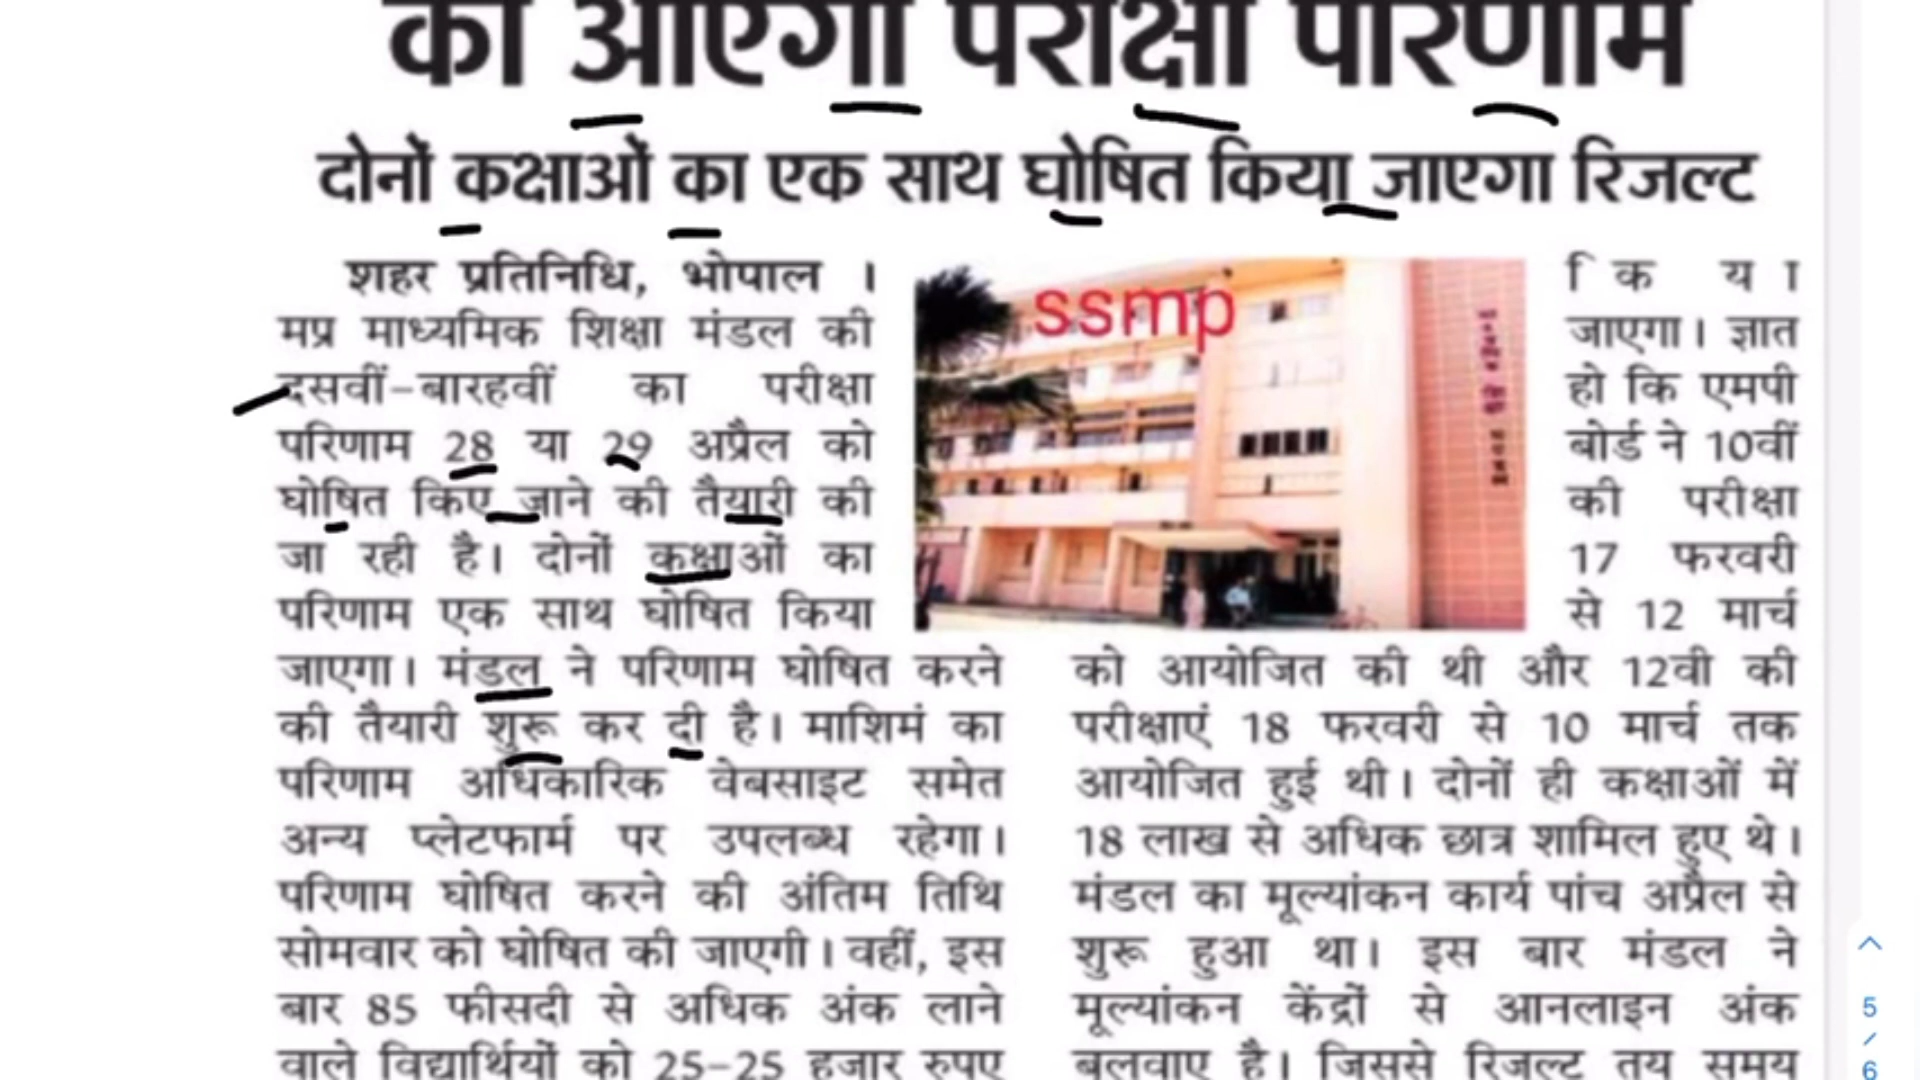 को आएगा परीक्षा परिणाम
दोनों कक्षाओं का एक साथ घोषित किया जाएगा रिजल्ट
शहर प्रतिनिधि, भोपाल ।
मप्र माध्यमिक शिक्षा मंडल की
दसवीं-बारहवीं का परीक्षा
परिणाम 28 या 29 अप्रैल को
घोषित किए जाने की तैयारी की
जा रही है। दोनों कक्षाओं का
परिणाम एक साथ घोषित किया
जाएगा। मंडल ने परिणाम घोषित करने
की तैयारी शुरू कर दी है। माशिमं का
परिणाम अधिकारिक वेबसाइट समेत
अन्य प्लेटफार्म पर उपलब्ध रहेगा।
परिणाम घोषित करने की अंतिम तिथि
सोमवार को घोषित की जाएगी। वहीं, इस
बार 85 फीसदी से अधिक अंक लाने
वाले विद्यार्थियों को 25-25 हजार रुपए
ssmp
किया
जाएगा। ज्ञात
हो कि एमपी
बोर्ड ने 10वीं
की परीक्षा
17 फरवरी
से 12 मार्च
को आयोजित की थी और 12वी की
परीक्षाएं 18 फरवरी से 10 मार्च तक
आयोजित हुई थी। दोनों ही कक्षाओं में
18 लाख से अधिक छात्र शामिल हुए थे।
मंडल का मूल्यांकन कार्य पांच अप्रैल से
शुरू हुआ था। इस बार मंडल ने
मूल्यांकन केंद्रों से आनलाइन अंक
बुलवाए है। जिससे रिजल्ट तय समय
5
/
6